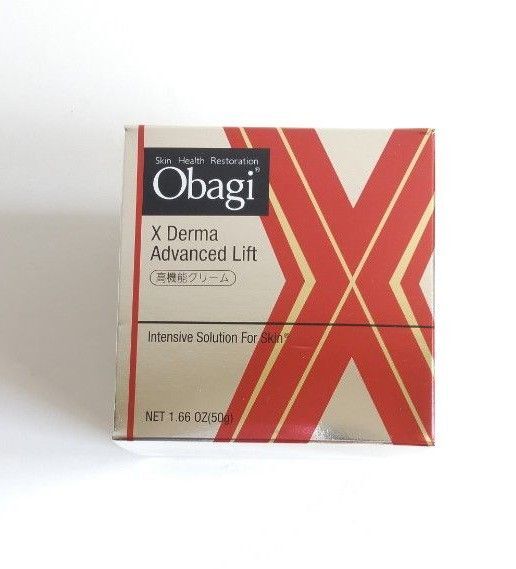 Skin Health Restoration
Obagi®
X Derma
Advanced Lift
高機能クリーム
Intensive Solution For Skin®
NET 1.66 OZ(50g)